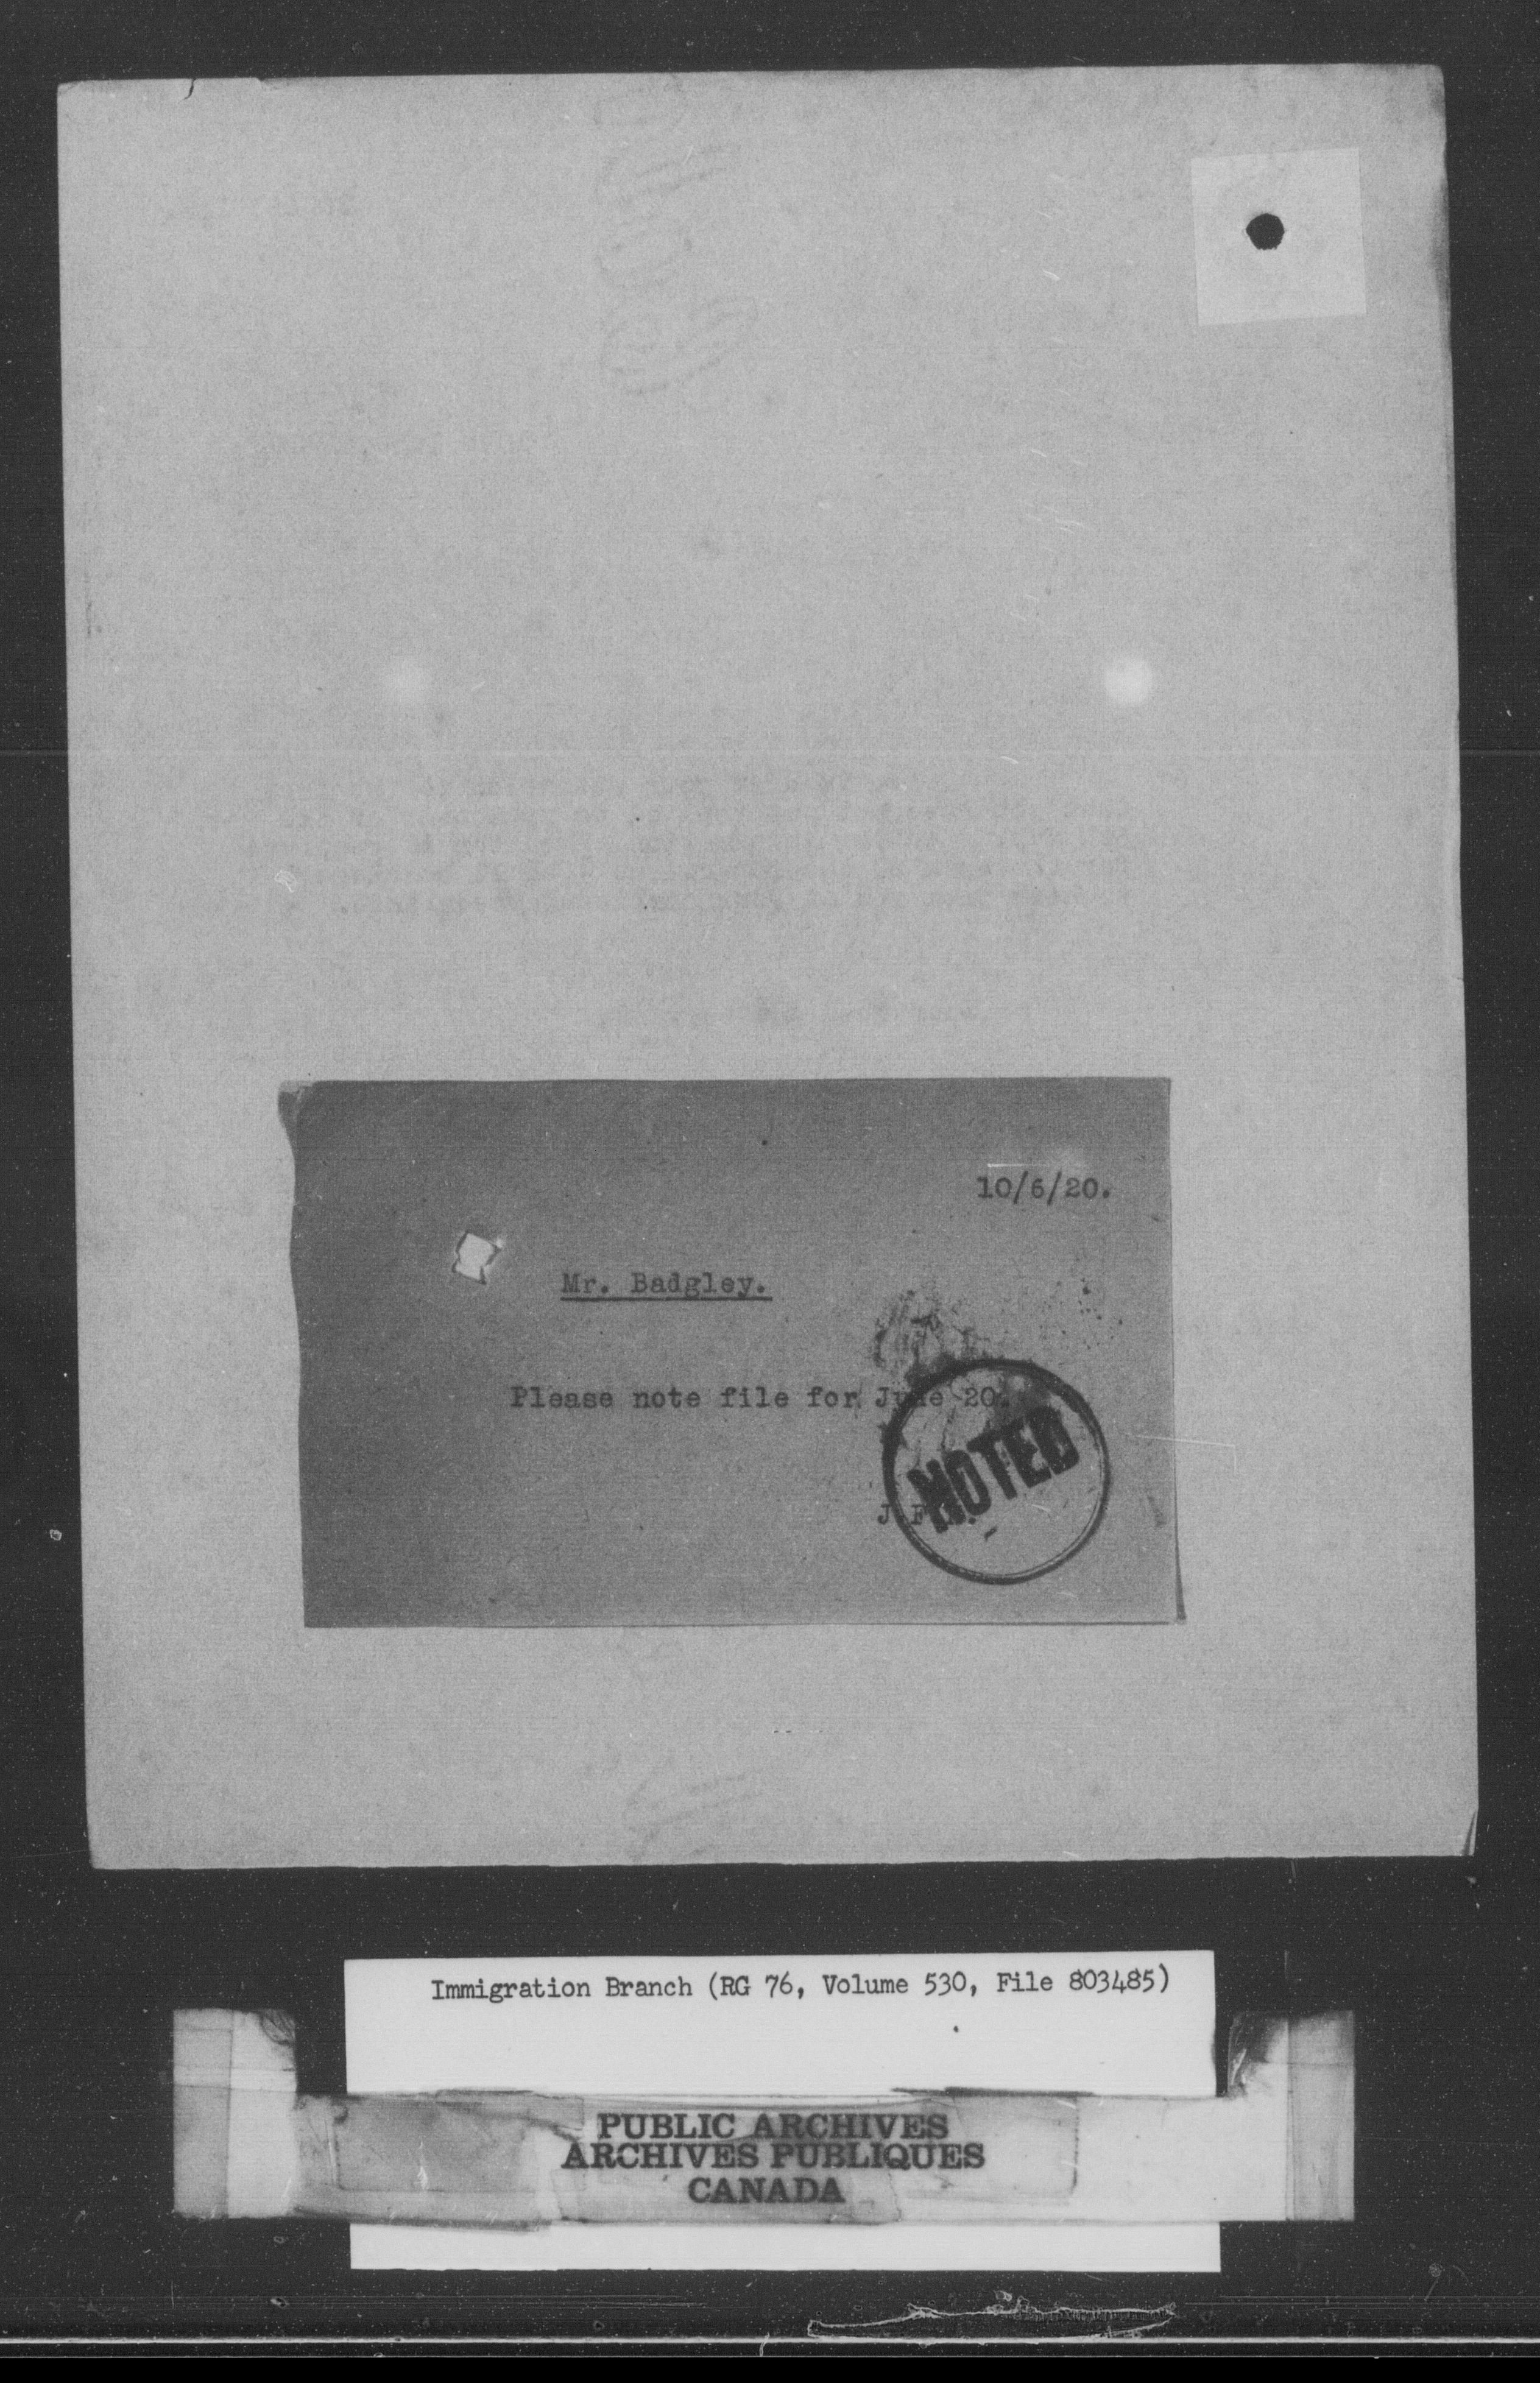 10/6/20.
Mr. Badgley.
Please note file for June 20.
NOTED
Immigration Branch (RG 76, Volume 530, File 803485)
PUBLIC ARCHIVES
ARCHIVES PUBLIQUES
CANADA